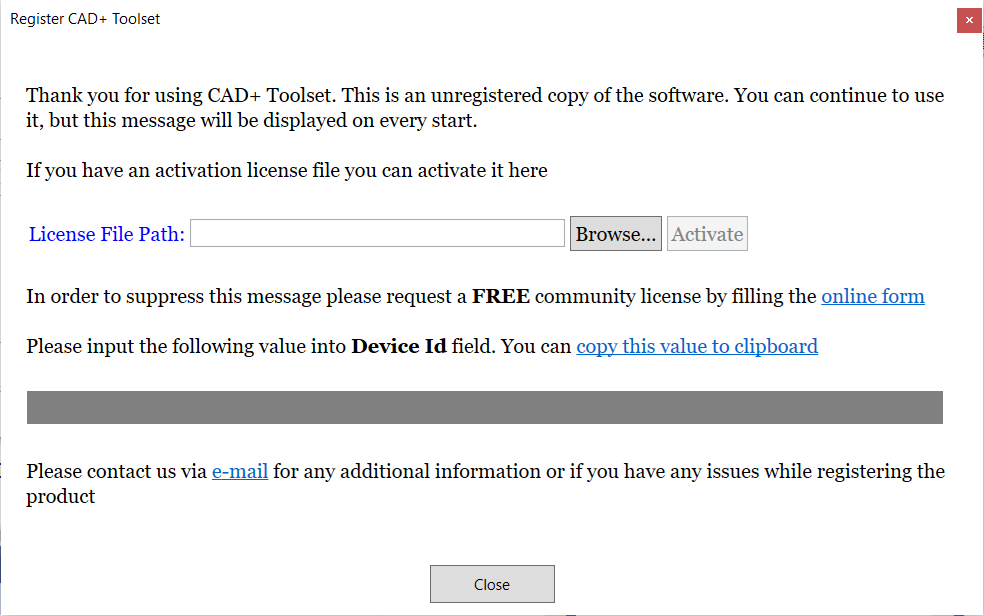 Register CAD+ Toolset
Thank you for using CAD+ Toolset. This is an unregistered copy of the software. You can continue to use
it, but this message will be displayed on every start.
If you have an activation license file you can activate it here
License File Path: Browse... Activate
In order to suppress this message please request a FREE community license by filling the online form
Please input the following value into Device Id field. You can copy this value to clipboard
Please contact us via e-mail for any additional information or if you have any issues while registering the
product
Close